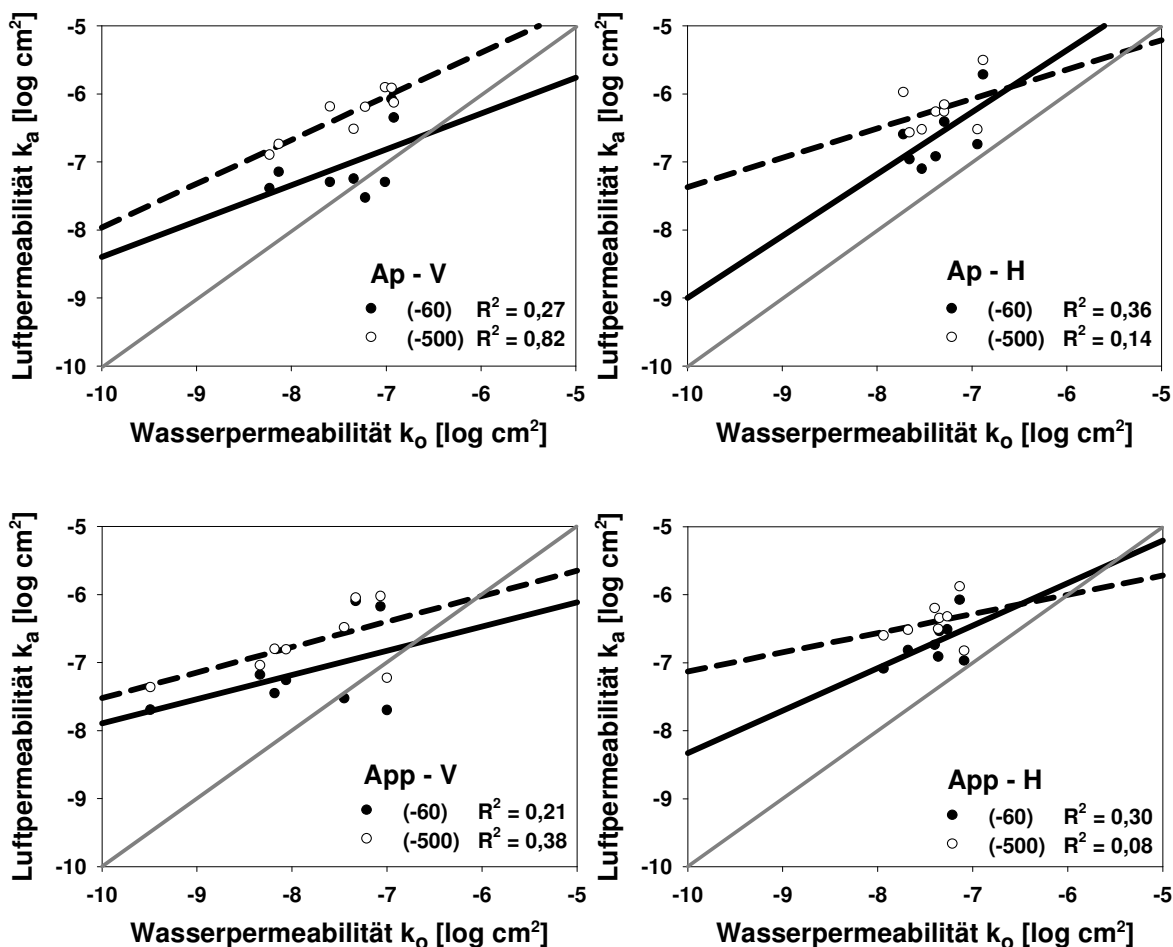 Luftpermeabilität kₐ [log cm²]
-5
-6
-7
-8
-9
-10
Ap - V
(-60) R² = 0,27
(-500) R² = 0,82
-10 -9 -8 -7 -6 -5
Wasserpermeabilität kₒ [log cm²]
Luftpermeabilität kₐ [log cm²]
-5
-6
-7
-8
-9
-10
Ap - H
(-60) R² = 0,36
(-500) R² = 0,14
-10 -9 -8 -7 -6 -5
Wasserpermeabilität kₒ [log cm²]
Luftpermeabilität kₐ [log cm²]
-5
-6
-7
-8
-9
-10
App - V
(-60) R² = 0,21
(-500) R² = 0,38
-10 -9 -8 -7 -6 -5
Wasserpermeabilität kₒ [log cm²]
Luftpermeabilität kₐ [log cm²]
-5
-6
-7
-8
-9
-10
App - H
(-60) R² = 0,30
(-500) R² = 0,08
-10 -9 -8 -7 -6 -5
Wasserpermeabilität kₒ [log cm²]